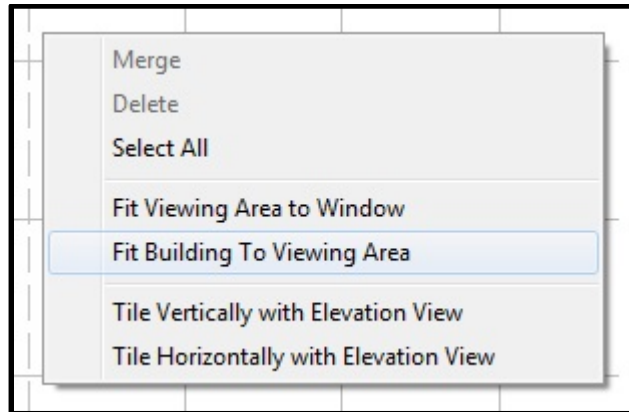 Merge
Delete
Select All
Fit Viewing Area to Window
Fit Building To Viewing Area
Tile Vertically with Elevation View
Tile Horizontally with Elevation View